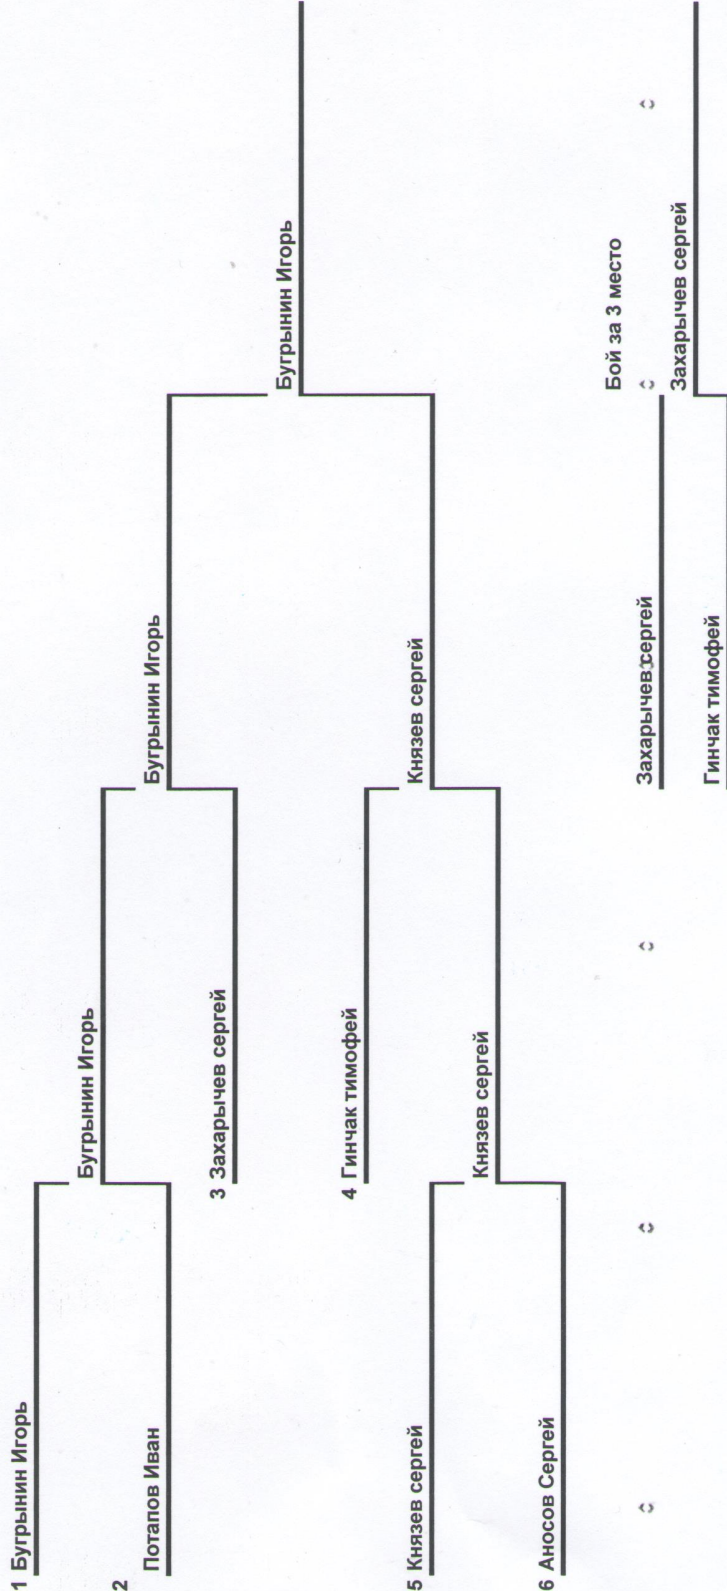 1 Бугрынин Игорь
Бугрынин Игорь
2
Потапов Иван
Бугрынин Игорь
3 Захарычев сергей
Бугрынин Игорь
4 Гинчак тимофей
Князев сергей
5 Князев сергей
Князев сергей
6 Аносов Сергей
Бой за 3 место
Захарычев сергей
Захарычев сергей
Гинчак тимофей